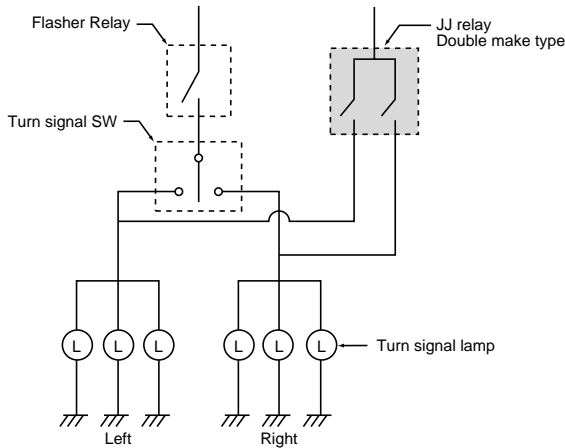 Flasher Relay
JJ relay
Double make type
Turn signal SW
L L L L L L
Turn signal lamp
Left Right